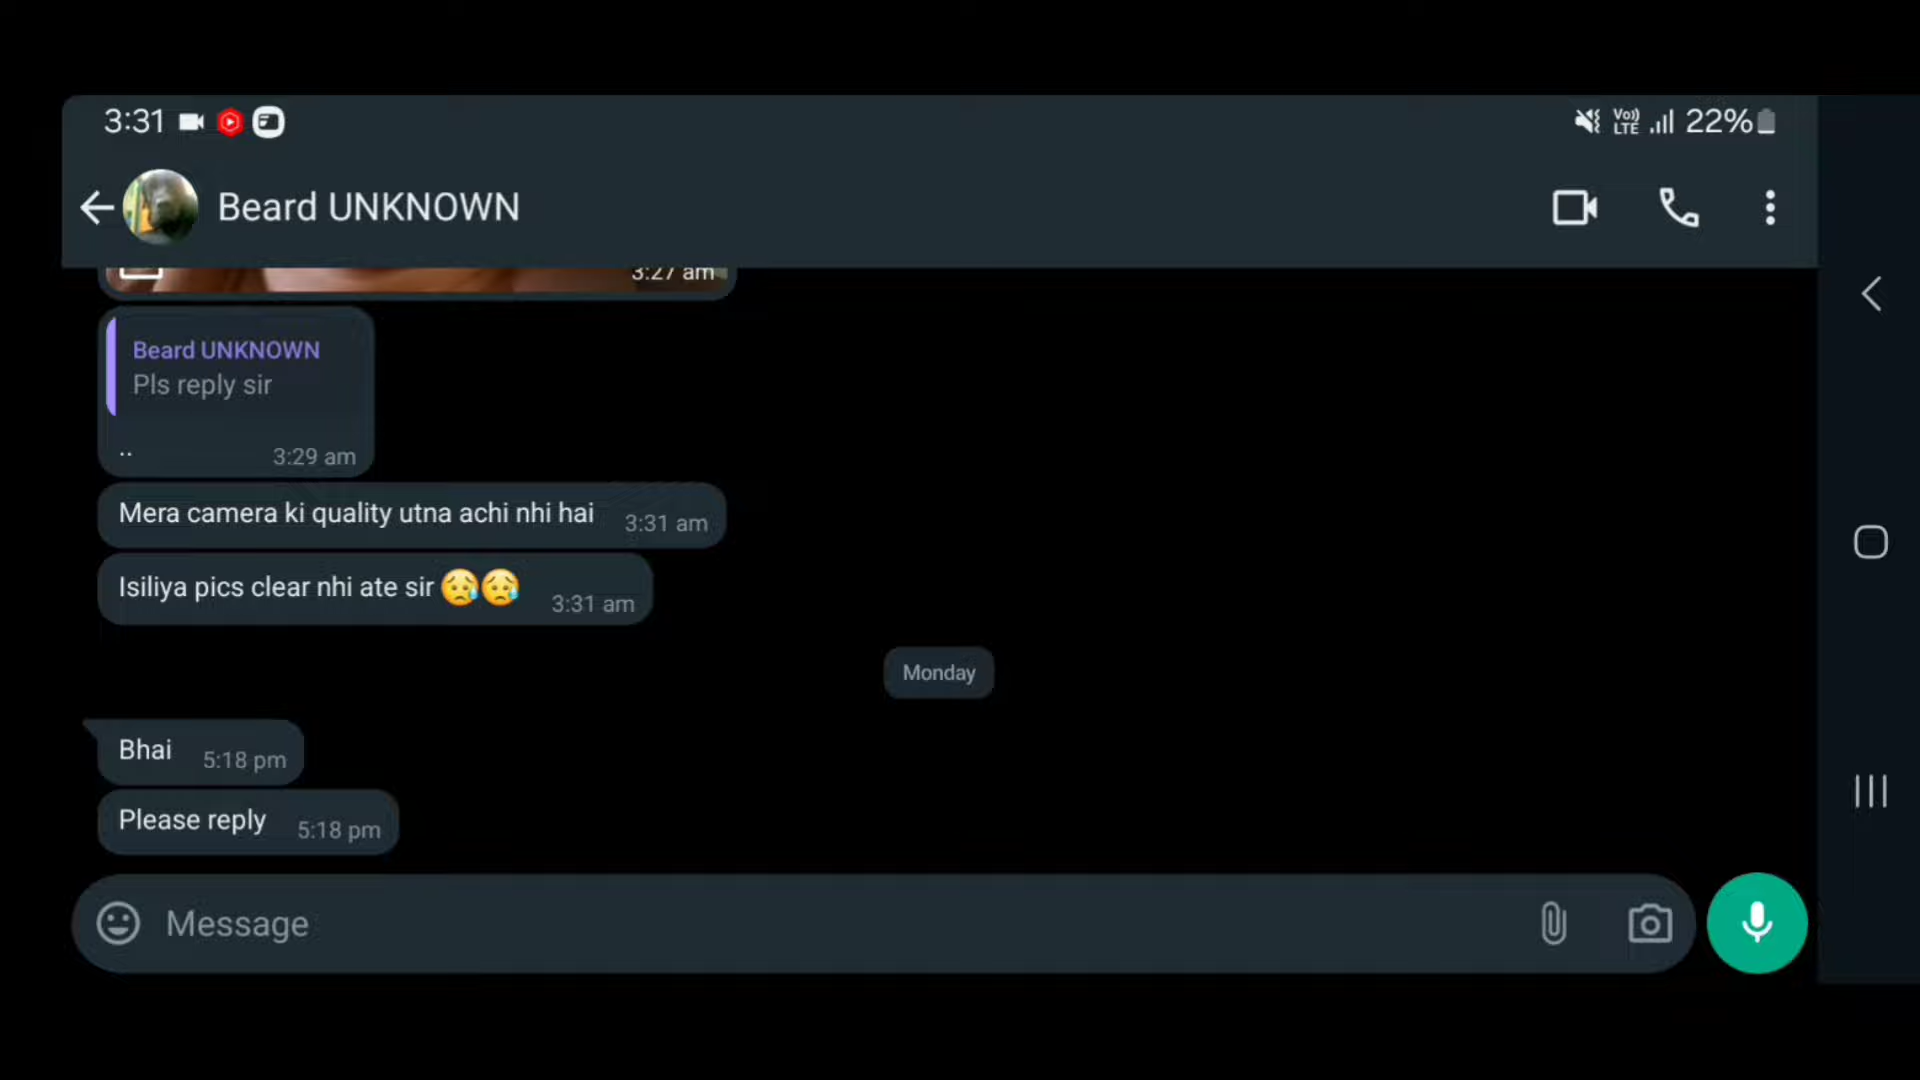 3:31
Vo)) LTE 22%
Beard UNKNOWN
3:27 am
Beard UNKNOWN
Pls reply sir
..
3:29 am
Mera camera ki quality utna achi nhi hai
3:31 am
Isiliya pics clear nhi ate sir 😥😥
3:31 am
Monday
Bhai
5:18 pm
Please reply
5:18 pm
Message